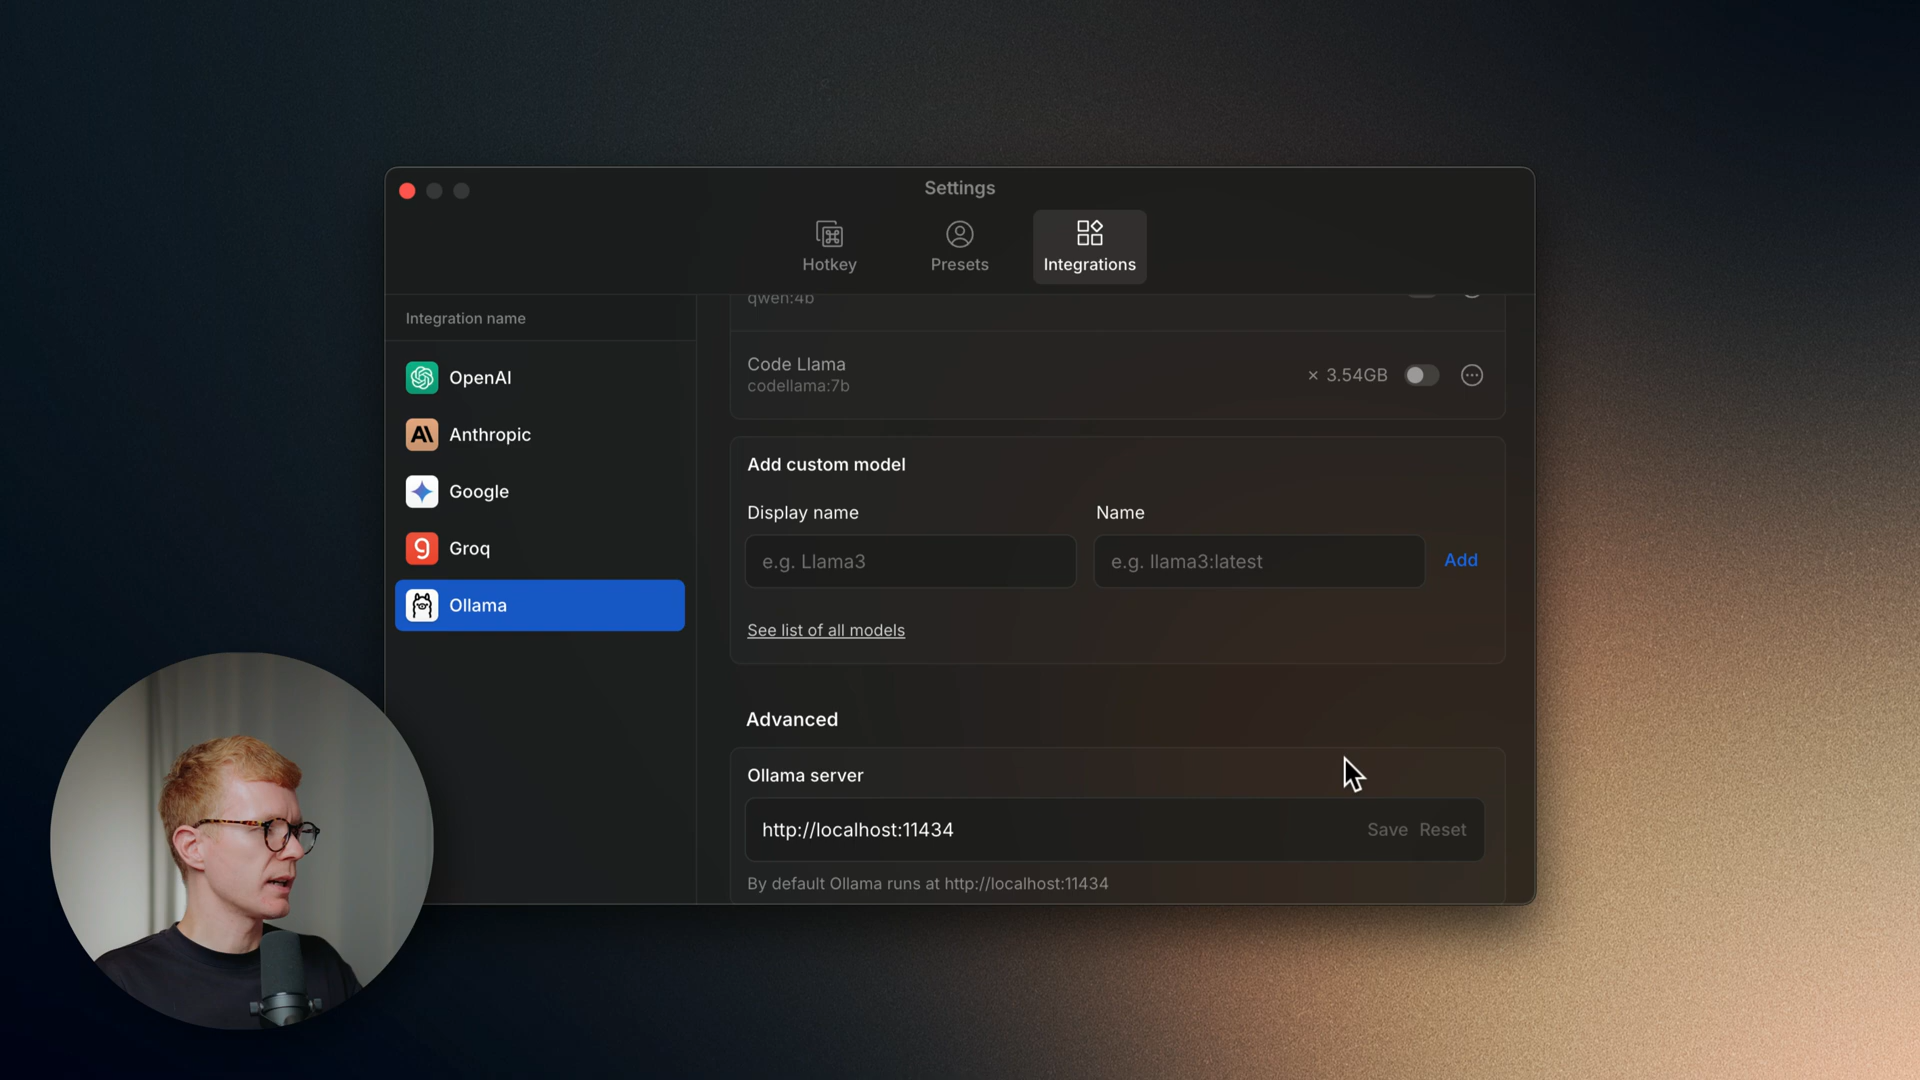 Settings
Hotkey
Presets
Integrations
Integration name
OpenAI
Anthropic
Google
Groq
Ollama
qwen:4b
Code Llama
codellama:7b
× 3.54GB
Add custom model
Display name
Name
e.g. Llama3
e.g. llama3:latest
Add
See list of all models
Advanced
Ollama server
http://localhost:11434
Save Reset
By default Ollama runs at http://localhost:11434